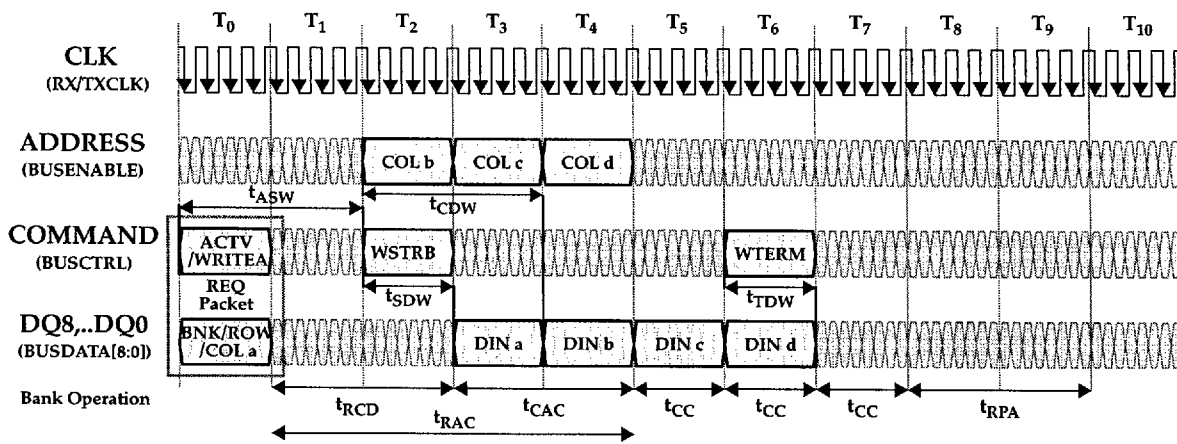 T0 T1 T2 T3 T4 T5 T6 T7 T8 T9 T10
CLK
(RX/TXCLK)
ADDRESS
(BUSENABLE)
COL b COL c COL d
tASW
tCDW
COMMAND
(BUSCTRL)
ACTV
/WRITEA
WSTRB
WTERM
REQ
Packet
tSDW
tTDW
DQ8,..DQ0
(BUSDATA[8:0])
BNK/ROW
/COL a
DIN a DIN b DIN c DIN d
Bank Operation
tRCD tCAC tCC tCC tCC tRPA
tRAC